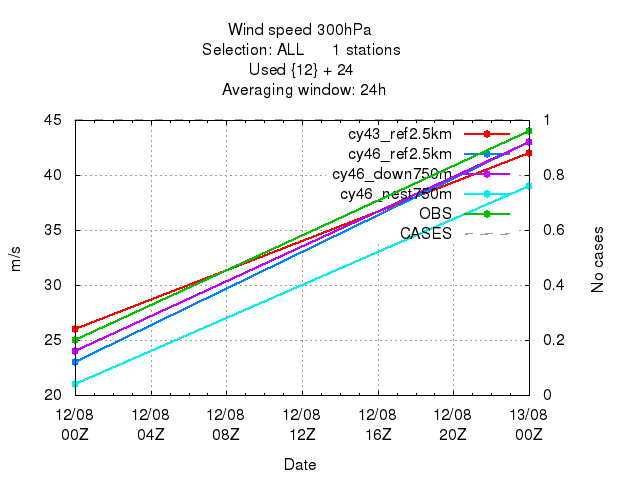 Wind speed 300hPa
Selection: ALL 1 stations
Used {12} + 24
Averaging window: 24h
45
40
35
30
25
20
m/s
1
0.8
0.6
0.4
0.2
0
No cases
cy43_ref2.5km
cy46_ref2.5km
cy46_down750m
cy46_nest750m
OBS
CASES
12/08 12/08 12/08 12/08 12/08 12/08 13/08
00Z 04Z 08Z 12Z 16Z 20Z 00Z
Date